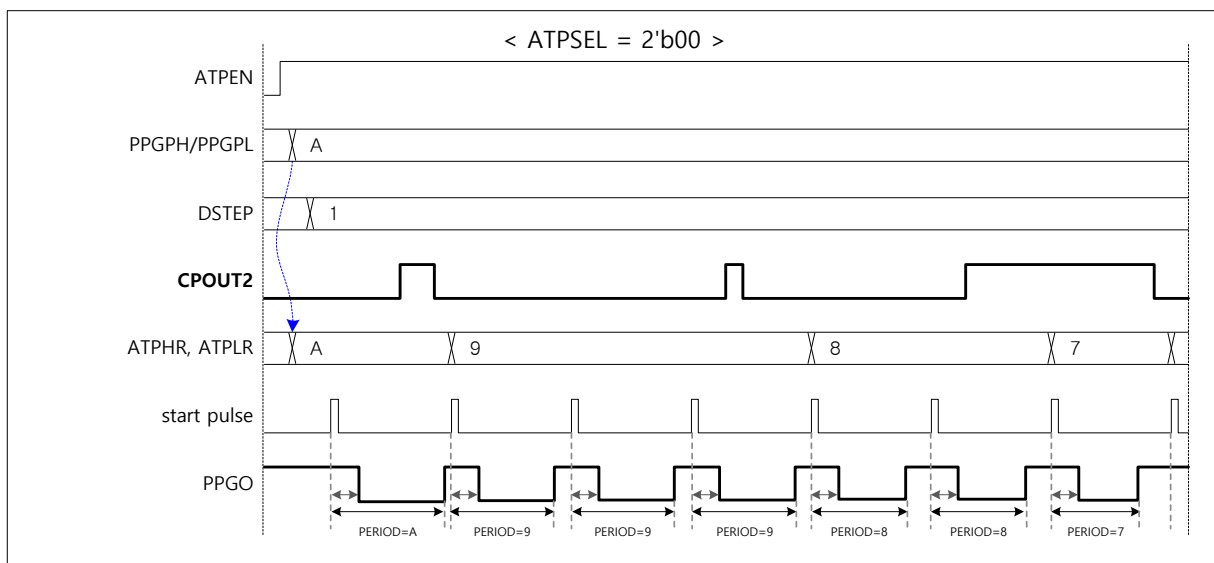 < ATPSEL = 2'b00 >
ATPEN
PPGPH/PPGPL A
DSTEP 1
CPOUT2
ATPHR, ATPLR A 9 8 7
start pulse
PPGO
PERIOD=A PERIOD=9 PERIOD=9 PERIOD=9 PERIOD=8 PERIOD=8 PERIOD=7